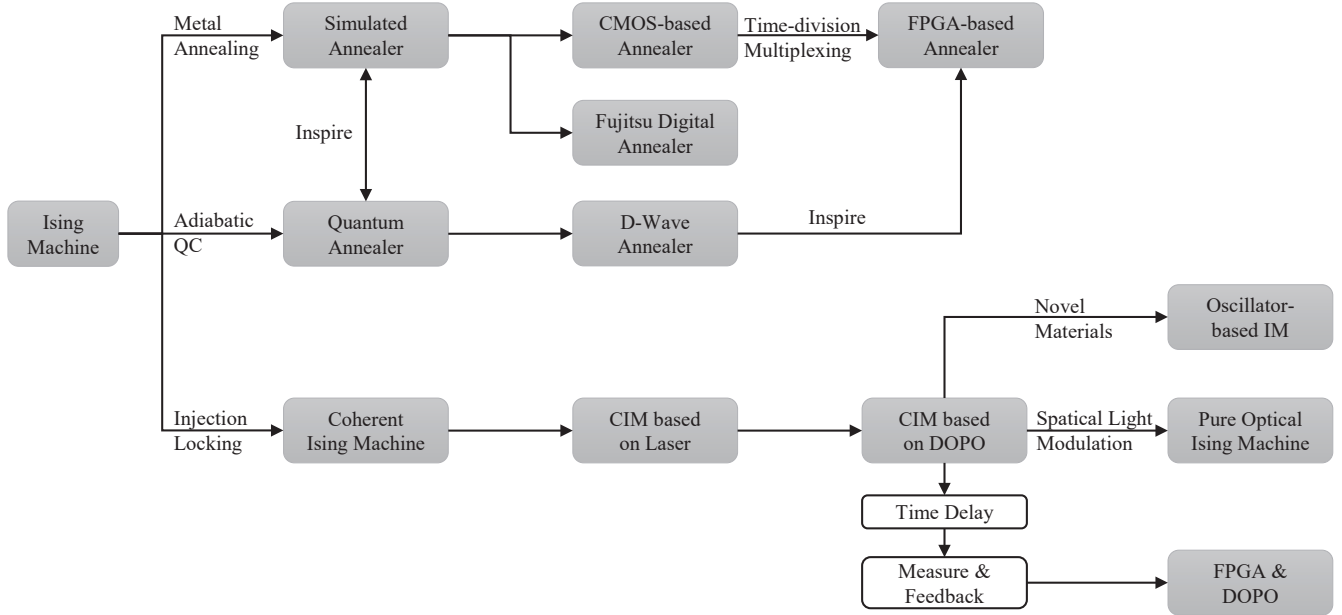 Metal
Annealing
Simulated
Annealer
CMOS-based
Annealer
Time-division
Multiplexing
FPGA-based
Annealer
Inspire
Fujitsu Digital
Annealer
Ising
Machine
Adiabatic
QC
Quantum
Annealer
D-Wave
Annealer
Inspire
Novel
Materials
Oscillator-
based IM
Injection
Locking
Coherent
Ising Machine
CIM based
on Laser
CIM based
on DOPO
Spatical Light
Modulation
Pure Optical
Ising Machine
Time Delay
Measure &
Feedback
FPGA &
DOPO